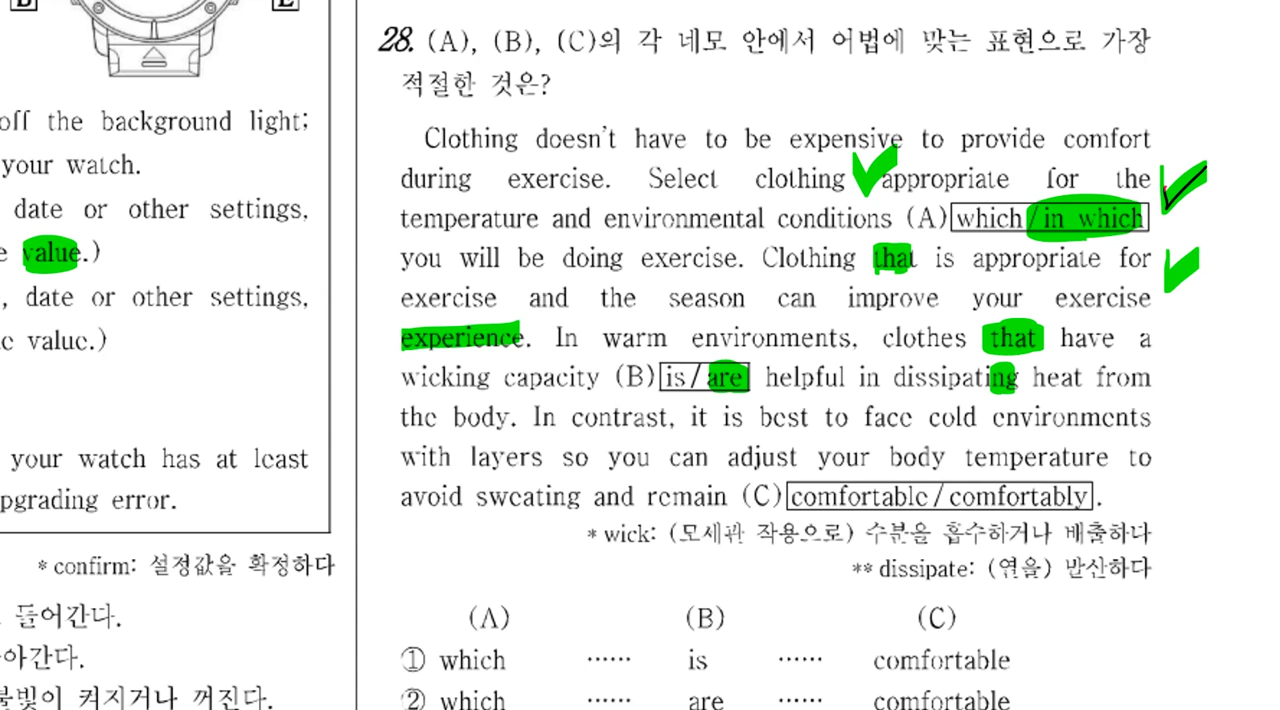 B
E
off the background light;
your watch.
date or other settings,
e value.)
, date or other settings,
e value.)
your watch has at least
pgrading error.
* confirm: 설정값을 확정하다
들어간다.
아간다.
불빛이 켜지거나 꺼진다.
28. (A), (B), (C)의 각 네모 안에서 어법에 맞는 표현으로 가장
적절한 것은?
Clothing doesn't have to be expensive to provide comfort
during exercise. Select clothing appropriate for the
temperature and environmental conditions (A) which / in which
you will be doing exercise. Clothing that is appropriate for
exercise and the season can improve your exercise
experience. In warm environments, clothes that have a
wicking capacity (B) is / are helpful in dissipating heat from
the body. In contrast, it is best to face cold environments
with layers so you can adjust your body temperature to
avoid sweating and remain (C) comfortable / comfortably.
* wick: (모세관 작용으로) 수분을 흡수하거나 배출하다
** dissipate: (열을) 발산하다
(A) (B) (C)
① which ...... is ...... comfortable
② which ...... are ...... comfortable